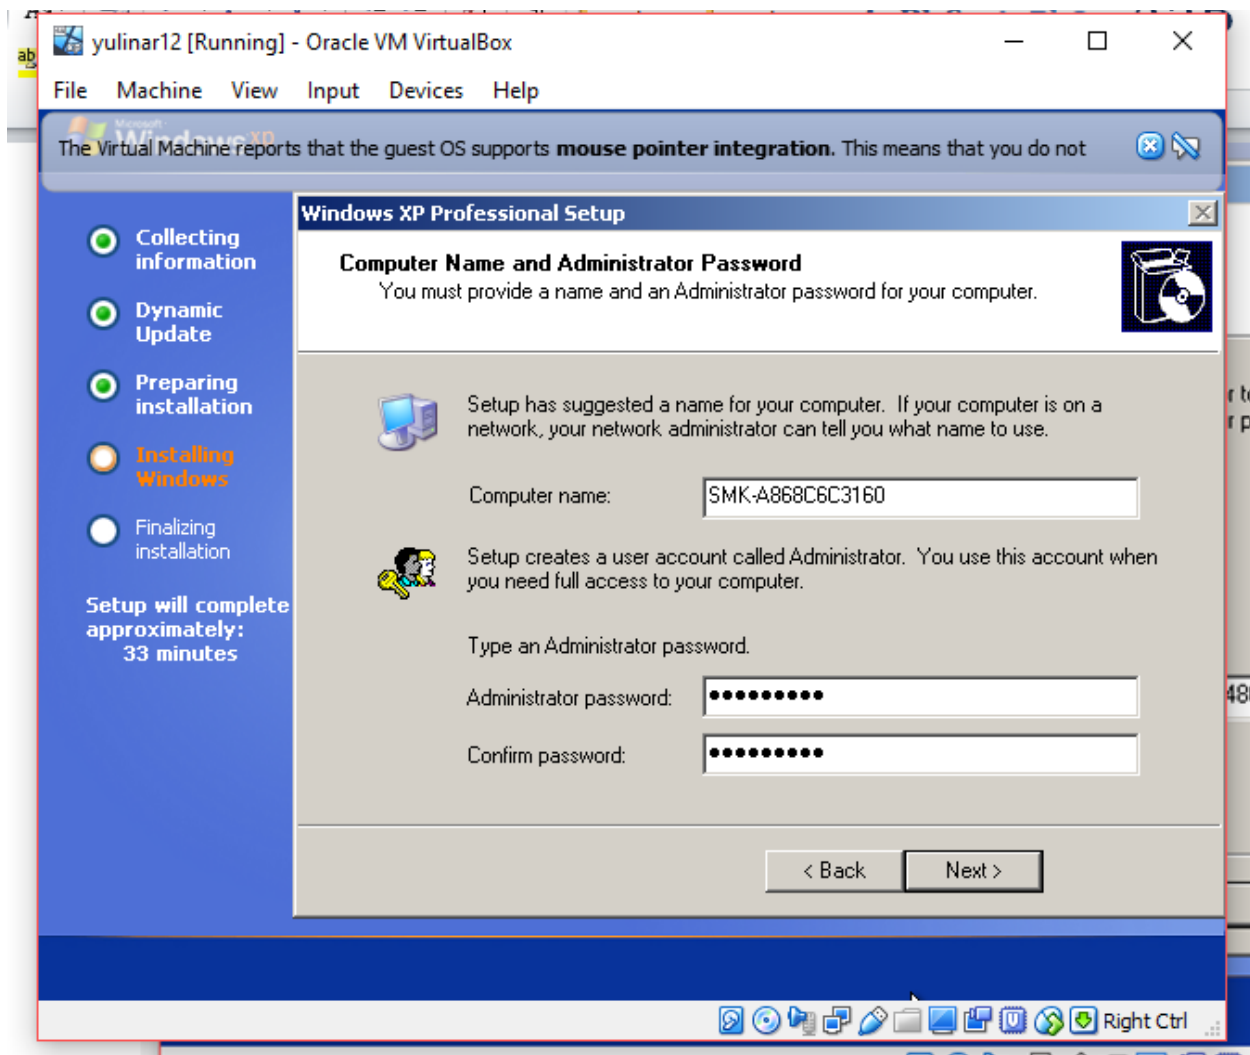 yulinar12 [Running] - Oracle VM VirtualBox
File Machine View Input Devices Help
Microsoft
Windows xp
The Virtual Machine reports that the guest OS supports mouse pointer integration. This means that you do not
Windows XP Professional Setup
Collecting
information
Dynamic
Update
Preparing
installation
Installing
Windows
Finalizing
installation
Setup will complete
approximately:
33 minutes
Computer Name and Administrator Password
You must provide a name and an Administrator password for your computer.
Setup has suggested a name for your computer. If your computer is on a
network, your network administrator can tell you what name to use.
Computer name: SMK-A868C6C3160
Setup creates a user account called Administrator. You use this account when
you need full access to your computer.
Type an Administrator password.
Administrator password: •••••••••
Confirm password: •••••••••
< Back Next >
Right Ctrl